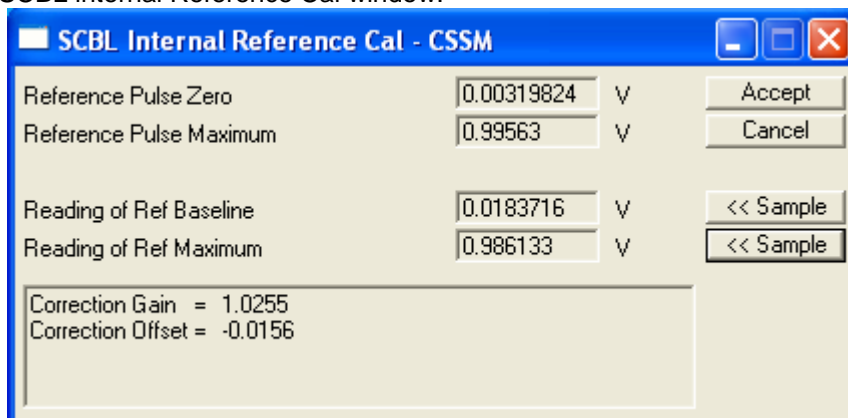 SCBL Internal Reference Cal window.
SCBL Internal Reference Cal - CSSM
Reference Pulse Zero 0.00319824 V Accept
Reference Pulse Maximum 0.99563 V Cancel
Reading of Ref Baseline 0.0183716 V << Sample
Reading of Ref Maximum 0.986133 V << Sample
Correction Gain = 1.0255
Correction Offset = -0.0156